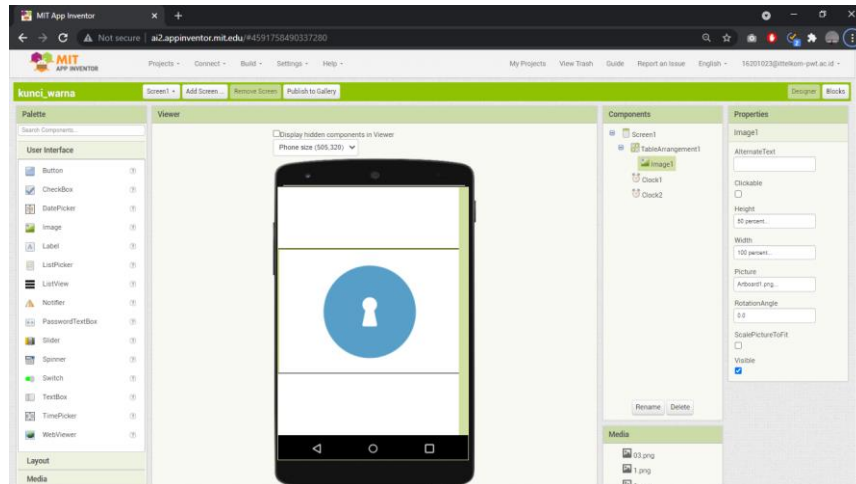 MIT App Inventor
Not secure | ai2.appinventor.mit.edu/#4591758490337280
MIT
APP INVENTOR
Projects
Connect
Build
Settings
Help
My Projects
View Trash
Guide
Report an Issue
English
16201023@ittelkom-pwt.ac.id
kunci_warna
Screen1
Add Screen ...
Remove Screen
Publish to Gallery
Designer
Blocks
Palette
Search Components...
User Interface
Button
CheckBox
DatePicker
Image
Label
ListPicker
ListView
Notifier
PasswordTextBox
Slider
Spinner
Switch
TextBox
TimePicker
WebViewer
Layout
Media
Viewer
Display hidden components in Viewer
Phone size (505,320)
Components
Screen1
TableArrangement1
Image1
Clock1
Clock2
Rename
Delete
Media
03.png
1.png
Properties
Image1
AlternateText
Clickable
Height
50 percent...
Width
100 percent...
Picture
Artboard1.png...
RotationAngle
0.0
ScalePictureToFit
Visible